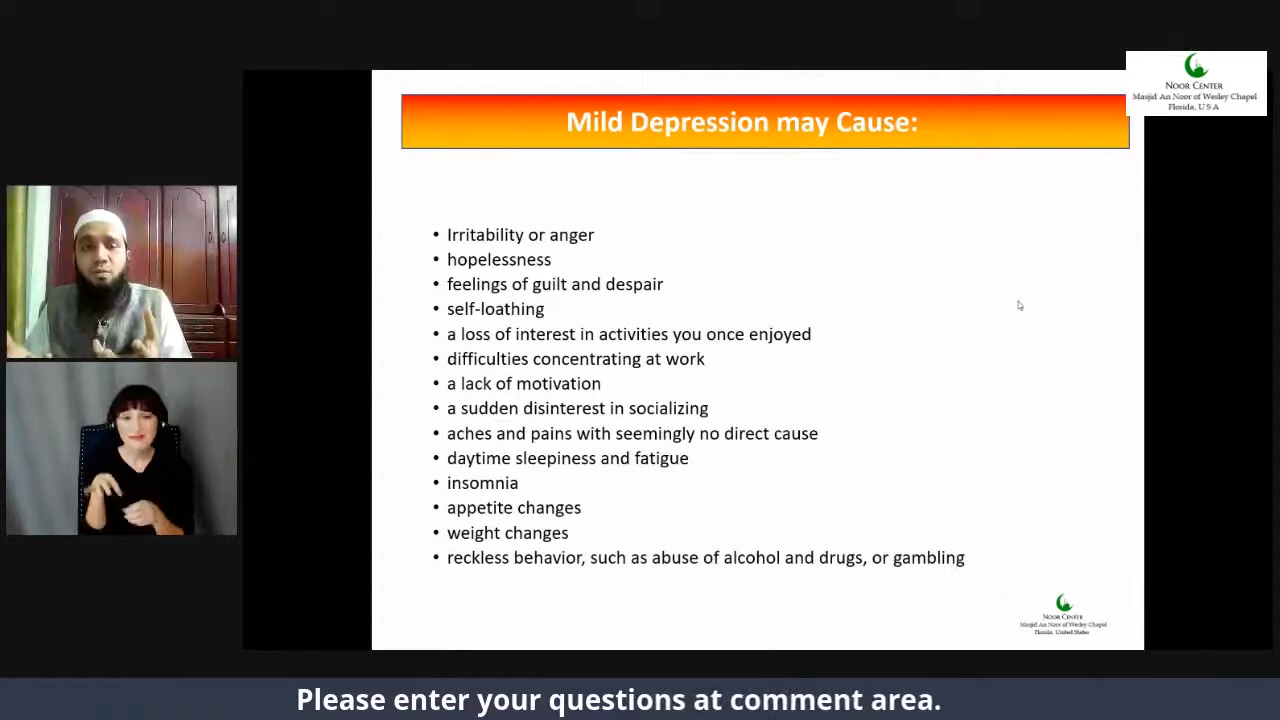 NOOR CENTER
Masjid An Noor of Wesley Chapel
Florida, U S A
Mild Depression may Cause:
• Irritability or anger
• hopelessness
• feelings of guilt and despair
• self-loathing
• a loss of interest in activities you once enjoyed
• difficulties concentrating at work
• a lack of motivation
• a sudden disinterest in socializing
• aches and pains with seemingly no direct cause
• daytime sleepiness and fatigue
• insomnia
• appetite changes
• weight changes
• reckless behavior, such as abuse of alcohol and drugs, or gambling
NOOR CENTER
Masjid An Noor of Wesley Chapel
Florida, United States
Please enter your questions at comment area.